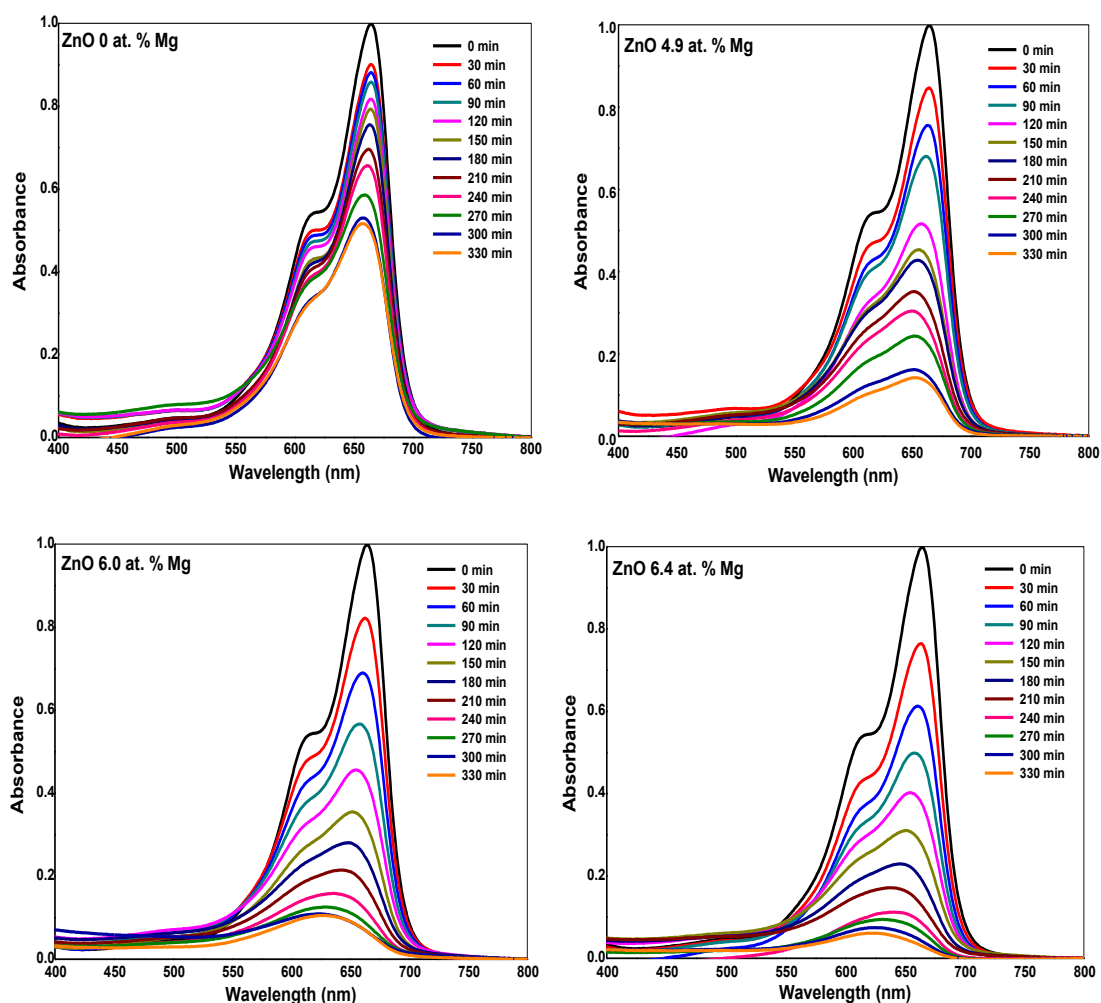 ZnO 0 at. % Mg
0 min
30 min
60 min
90 min
120 min
150 min
180 min
210 min
240 min
270 min
300 min
330 min
1.0
0.8
0.6
0.4
0.2
0.0
Absorbance
400 450 500 550 600 650 700 750 800
Wavelength (nm)
ZnO 4.9 at. % Mg
0 min
30 min
60 min
90 min
120 min
150 min
180 min
210 min
240 min
270 min
300 min
330 min
1.0
0.8
0.6
0.4
0.2
0.0
Absorbance
400 450 500 550 600 650 700 750 800
Wavelength (nm)
ZnO 6.0 at. % Mg
0 min
30 min
60 min
90 min
120 min
150 min
180 min
210 min
240 min
270 min
300 min
330 min
1.0
0.8
0.6
0.4
0.2
0.0
Absorbance
400 450 500 550 600 650 700 750 800
Wavelength (nm)
ZnO 6.4 at. % Mg
0 min
30 min
60 min
90 min
120 min
150 min
180 min
210 min
240 min
270 min
300 min
330 min
1.0
0.8
0.6
0.4
0.2
0.0
Absorbance
400 450 500 550 600 650 700 750 800
Wavelength (nm)